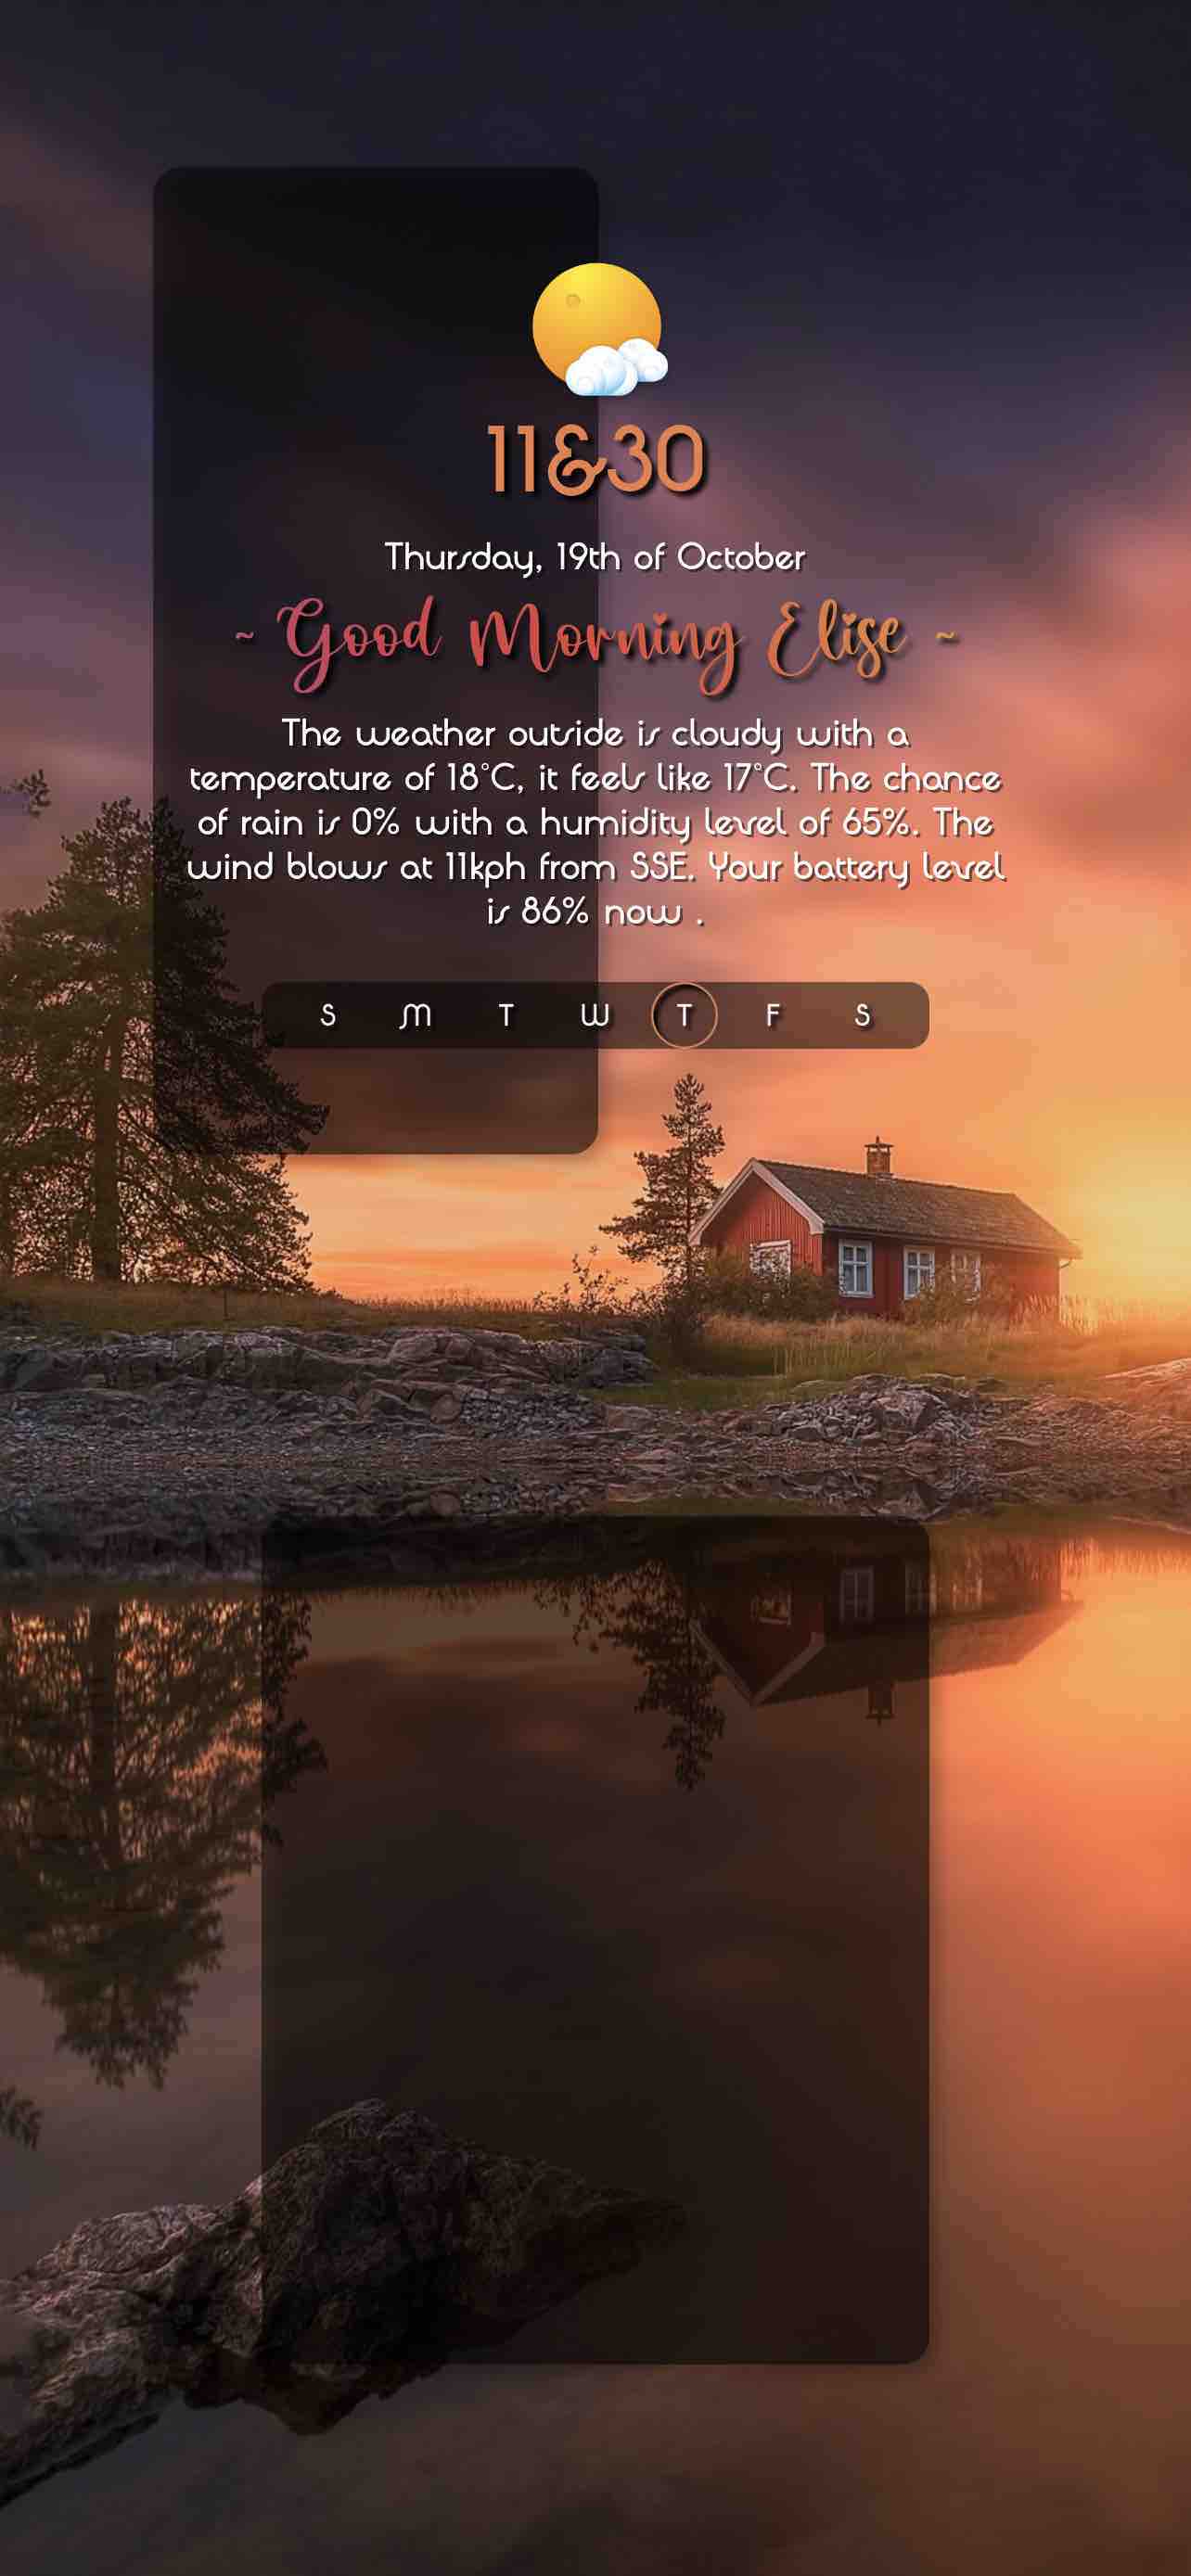 11&30
Thursday, 19th of October
~ Good Morning Elise ~
The weather outside is cloudy with a
temperature of 18°C, it feels like 17°C. The chance
of rain is 0% with a humidity level of 65%. The
wind blows at 11kph from SSE. Your battery level
is 86% now .
S M T W T F S